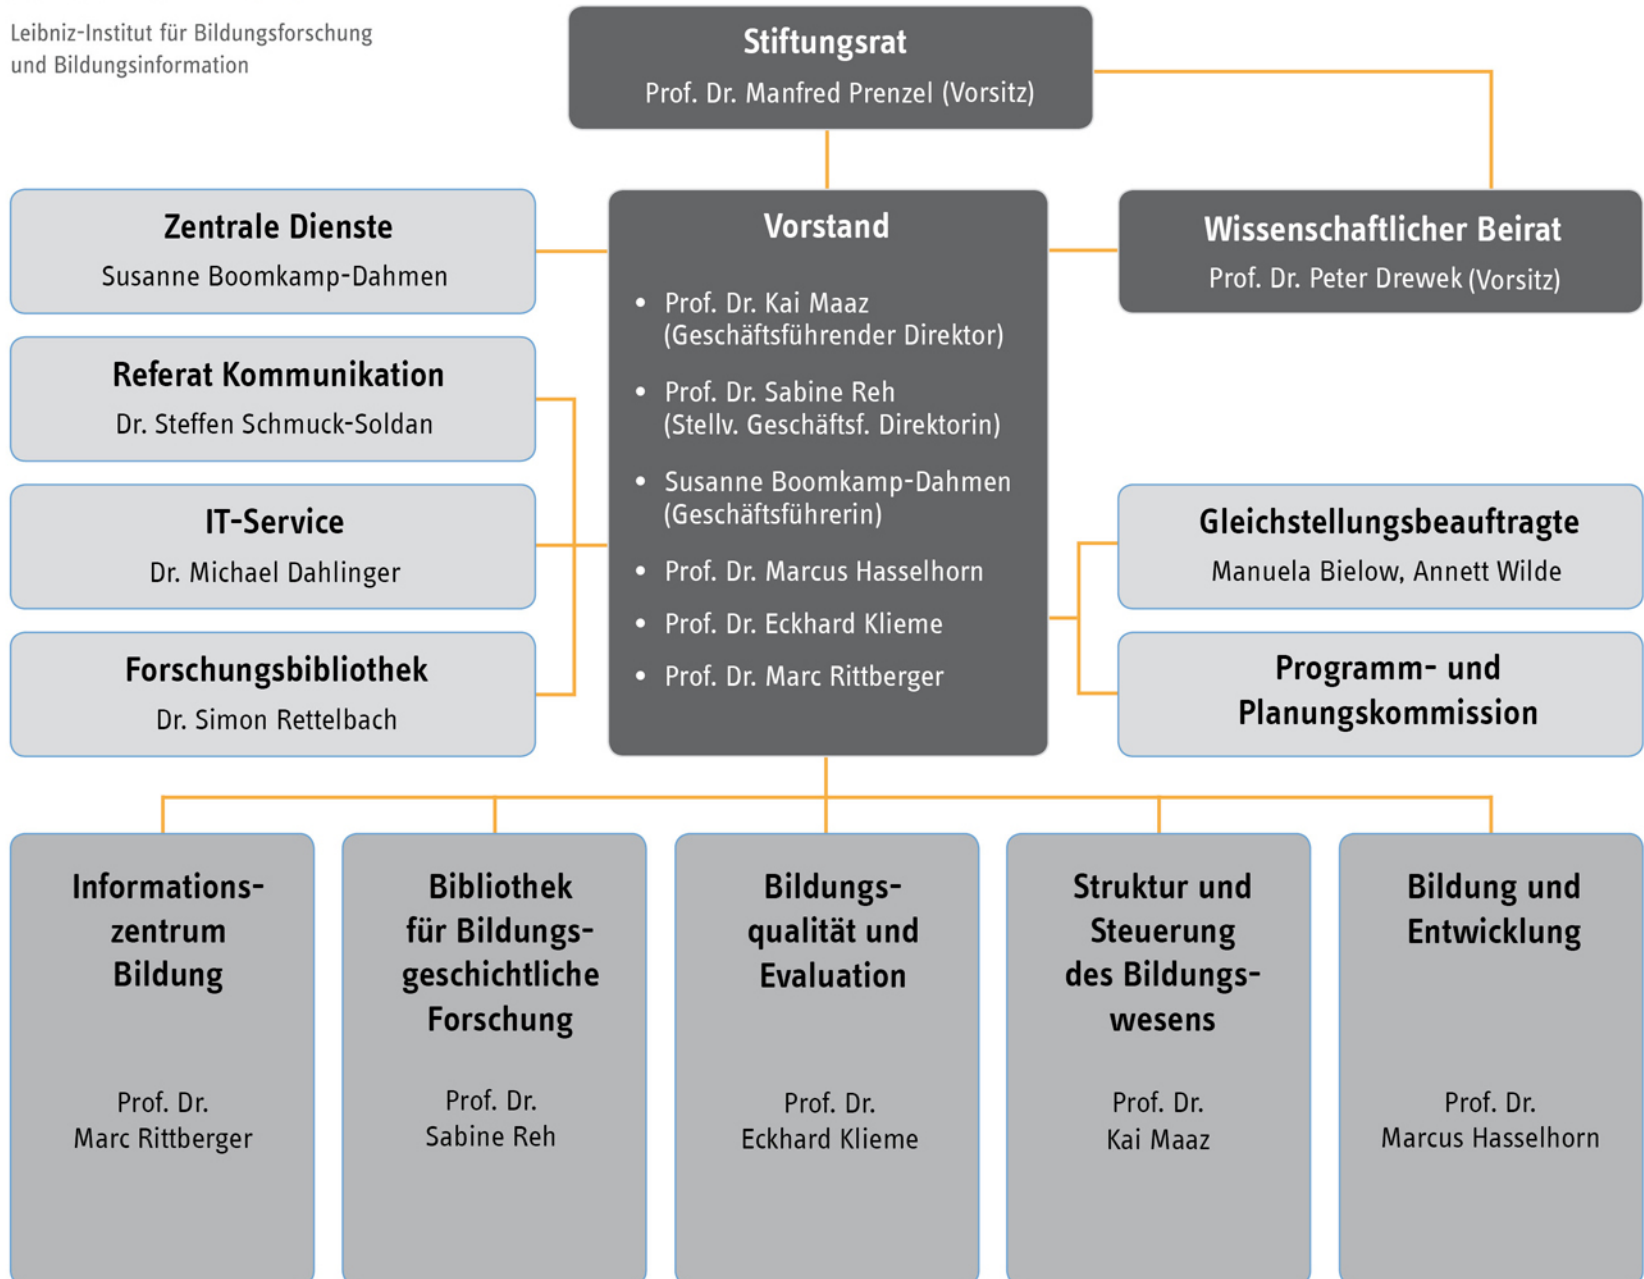 Leibniz-Institut für Bildungsforschung
und Bildungsinformation
Stiftungsrat
Prof. Dr. Manfred Prenzel (Vorsitz)
Zentrale Dienste
Susanne Boomkamp-Dahmen
Referat Kommunikation
Dr. Steffen Schmuck-Soldan
IT-Service
Dr. Michael Dahlinger
Forschungsbibliothek
Dr. Simon Rettelbach
Vorstand
• Prof. Dr. Kai Maaz
(Geschäftsführender Direktor)
• Prof. Dr. Sabine Reh
(Stellv. Geschäftsf. Direktorin)
• Susanne Boomkamp-Dahmen
(Geschäftsführerin)
• Prof. Dr. Marcus Hasselhorn
• Prof. Dr. Eckhard Klieme
• Prof. Dr. Marc Rittberger
Wissenschaftlicher Beirat
Prof. Dr. Peter Drewek (Vorsitz)
Gleichstellungsbeauftragte
Manuela Bielow, Annett Wilde
Programm- und
Planungskommission
Informations-
zentrum
Bildung
Prof. Dr.
Marc Rittberger
Bibliothek
für Bildungs-
geschichtliche
Forschung
Prof. Dr.
Sabine Reh
Bildungs-
qualität und
Evaluation
Prof. Dr.
Eckhard Klieme
Struktur und
Steuerung
des Bildungs-
wesens
Prof. Dr.
Kai Maaz
Bildung und
Entwicklung
Prof. Dr.
Marcus Hasselhorn